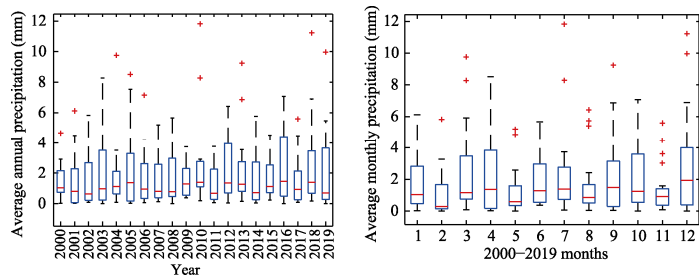 Average annual precipitation (mm)
12
10
8
6
4
2
0
2000 2001 2002 2003 2004 2005 2006 2007 2008 2009 2010 2011 2012 2013 2014 2015 2016 2017 2018 2019
Year
Average monthly precipitation (mm)
12
10
8
6
4
2
0
1 2 3 4 5 6 7 8 9 10 11 12
2000−2019 months